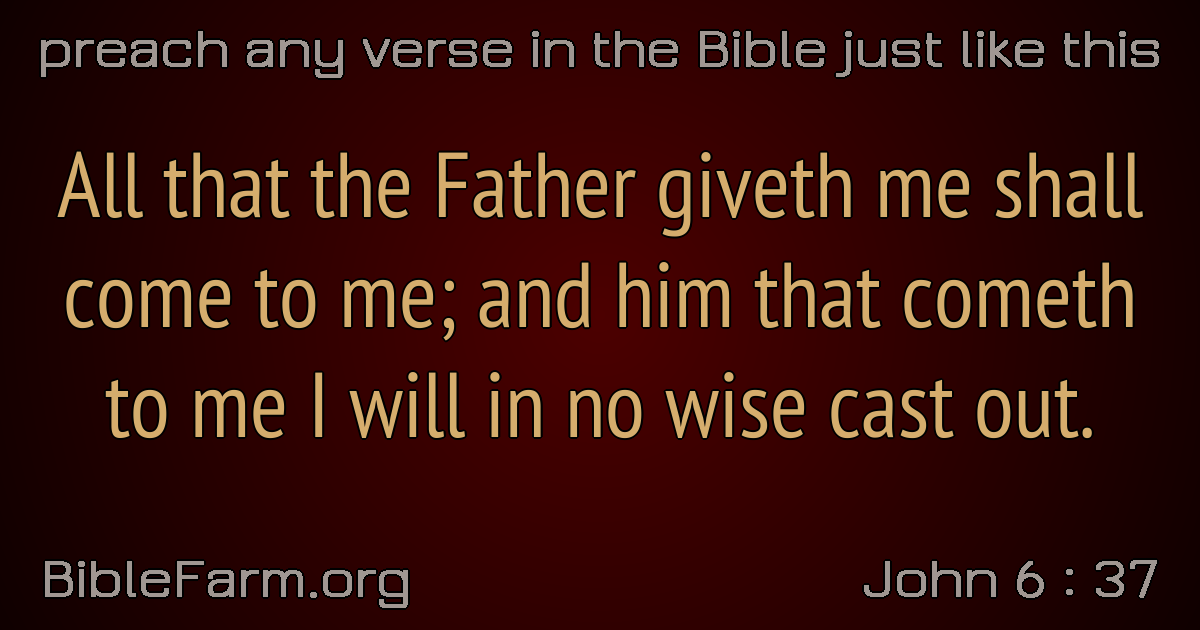 preach any verse in the Bible just like this
All that the Father giveth me shall
come to me; and him that cometh
to me I will in no wise cast out.
BibleFarm.org
John 6 : 37